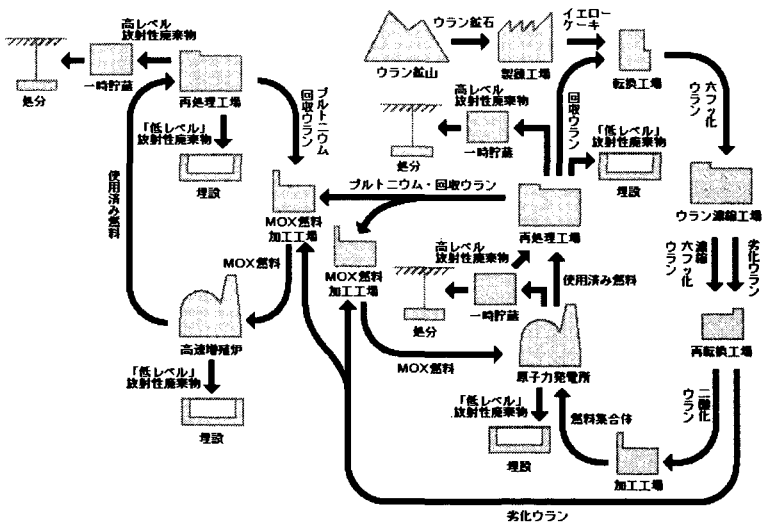 高レベル
放射性廃棄物
処分
一時貯蔵
再処理工場
「低レベル」
放射性廃棄物
埋設
プルトニウム
回収ウラン
使用済み燃料
MOX燃料
加工工場
MOX燃料
高速増殖炉
「低レベル」
放射性廃棄物
埋設
ウラン鉱山
ウラン鉱石
製錬工場
イエロー
ケーキ
転換工場
六フッ化
ウラン
ウラン濃縮工場
濃縮
六フッ化
ウラン
劣化ウラン
再転換工場
二酸化
ウラン
加工工場
燃料集合体
原子力発電所
「低レベル」
放射性廃棄物
埋設
使用済み燃料
高レベル
放射性廃棄物
一時貯蔵
処分
再処理工場
回収ウラン
高レベル
放射性廃棄物
一時貯蔵
処分
「低レベル」
放射性廃棄物
埋設
プルトニウム・回収ウラン
MOX燃料
加工工場
MOX燃料
劣化ウラン